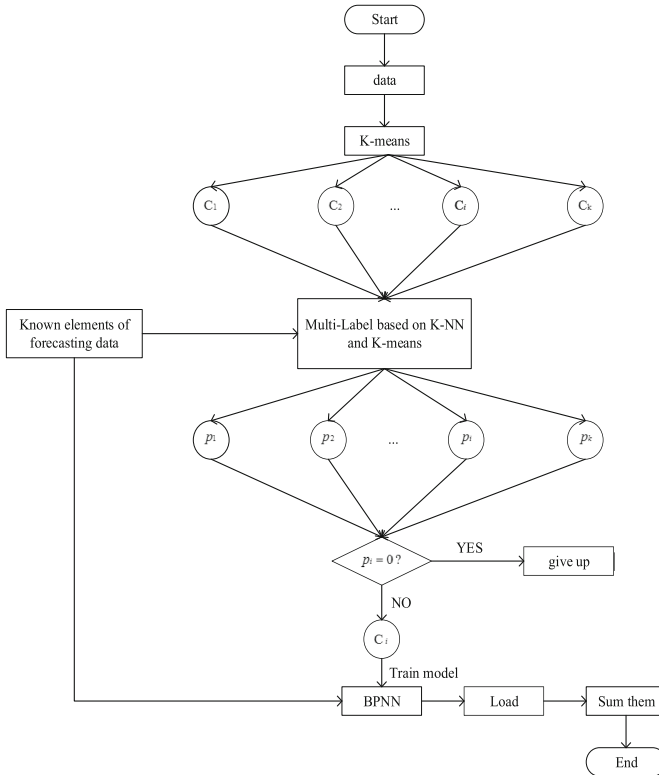 Start
data
K-means
C₁ C₂ ... Cᵢ Cₖ
Known elements of
forecasting data
Multi-Label based on K-NN
and K-means
p₁ p₂ ... pᵢ pₖ
pᵢ = 0 ?
YES
give up
NO
Cᵢ
Train model
BPNN
Load
Sum them
End